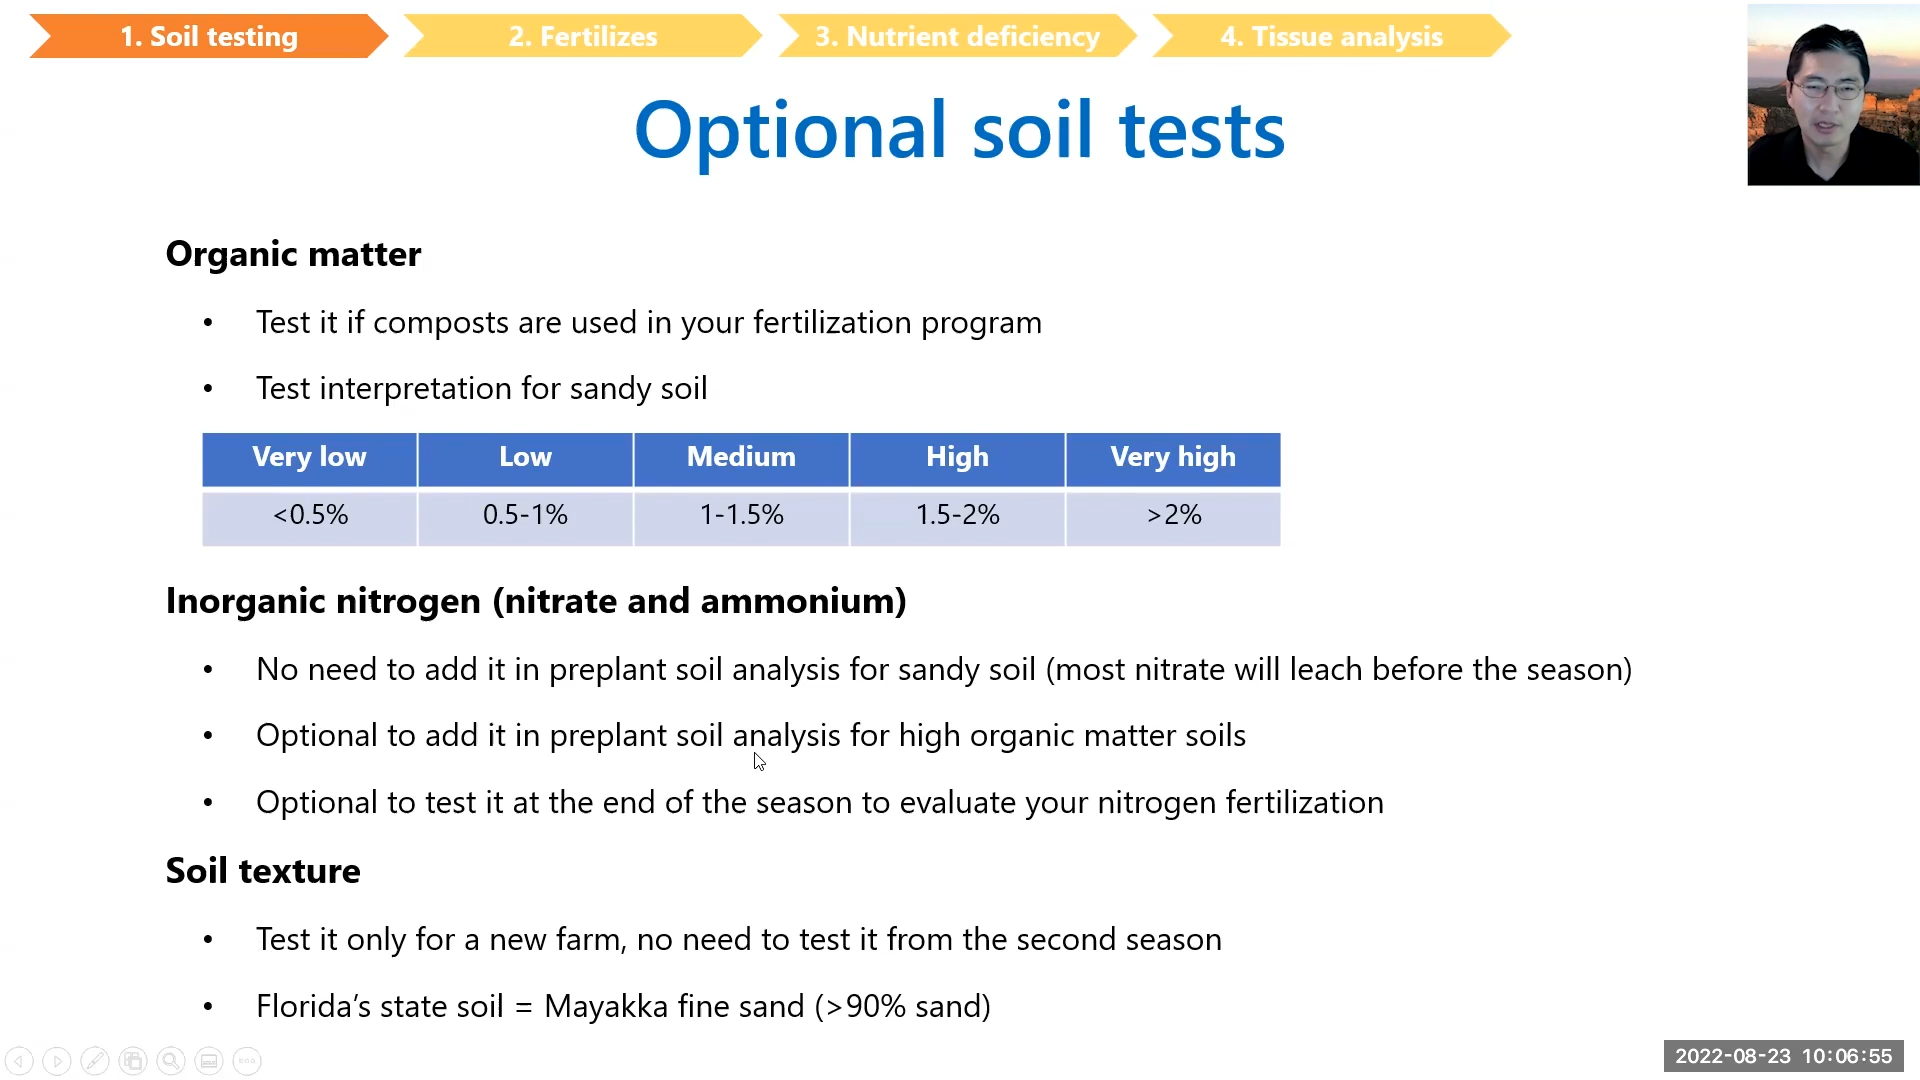 1. Soil testing
2. Fertilizes
3. Nutrient deficiency
4. Tissue analysis
Optional soil tests
Organic matter
• Test it if composts are used in your fertilization program
• Test interpretation for sandy soil
Very low Low Medium High Very high
<0.5% 0.5-1% 1-1.5% 1.5-2% >2%
Inorganic nitrogen (nitrate and ammonium)
• No need to add it in preplant soil analysis for sandy soil (most nitrate will leach before the season)
• Optional to add it in preplant soil analysis for high organic matter soils
• Optional to test it at the end of the season to evaluate your nitrogen fertilization
Soil texture
• Test it only for a new farm, no need to test it from the second season
• Florida’s state soil = Mayakka fine sand (>90% sand)
2022-08-23 10:06:55